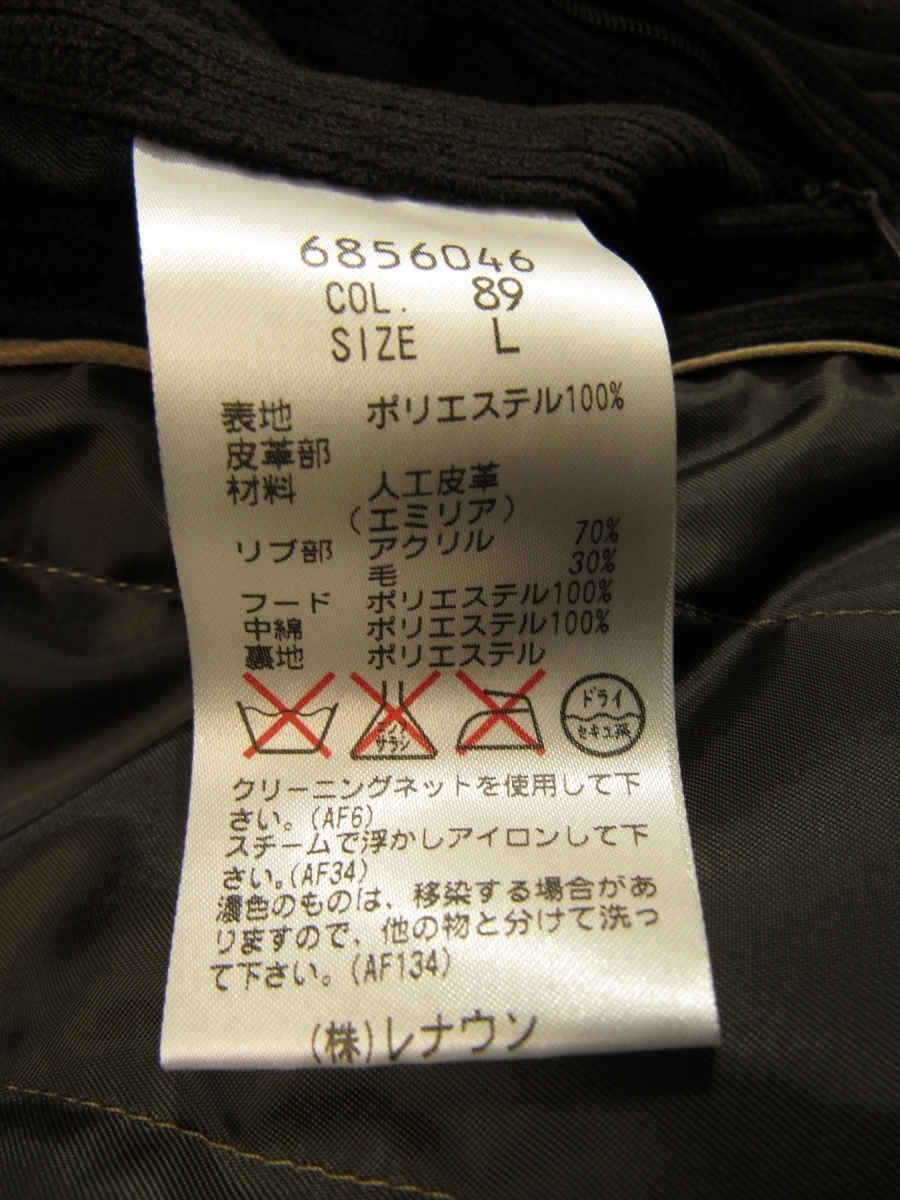 6856046
COL. 89
SIZE L
表地 ポリエステル100%
皮革部
材料 人工皮革
(エミリア)
リブ部 アクリル 70%
毛 30%
フード ポリエステル100%
中綿 ポリエステル100%
裏地 ポリエステル
エンソ サラシ
ドライ
セキユ系
クリーニングネットを使用して下
さい。(AF6)
スチームで浮かしアイロンして下
さい。(AF34)
濃色のものは、移染する場合があ
りますので、他の物と分けて洗っ
て下さい。(AF134)
(株)レナウン